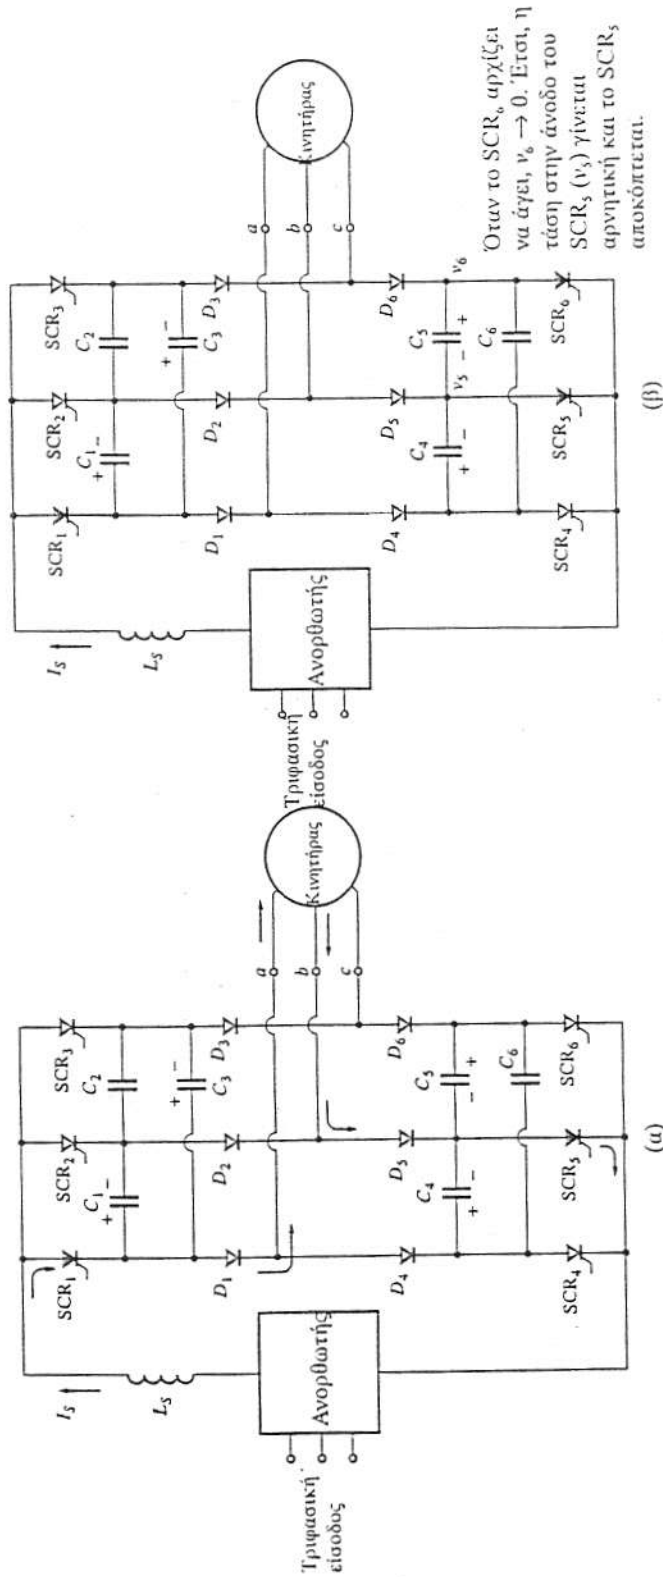 I_S
L_S
Τριφασική
είσοδος
Ανορθωτής
SCR₁
SCR₂
SCR₃
+ C₁ −
C₂
+ −
C₃
D₁
D₂
D₃
a
b
c
Κινητήρας
D₄
D₅
D₆
C₄
+ −
C₅
− +
C₆
SCR₄
SCR₅
SCR₆
(α)
I_S
L_S
Τριφασική
είσοδος
Ανορθωτής
SCR₁
SCR₂
SCR₃
+ C₁ −
C₂
+ −
C₃
D₁
D₂
D₃
a
b
c
Κινητήρας
D₄
D₅
D₆
C₄
+ −
v₅
C₅
− +
v₆
C₆
SCR₄
SCR₅
SCR₆
Όταν το SCR₆ αρχίζει
να άγει, v₆ → 0. Έτσι, η
τάση στην άνοδο του
SCR₅ (v₅) γίνεται
αρνητική και το SCR₅
αποκόπτεται.
(β)